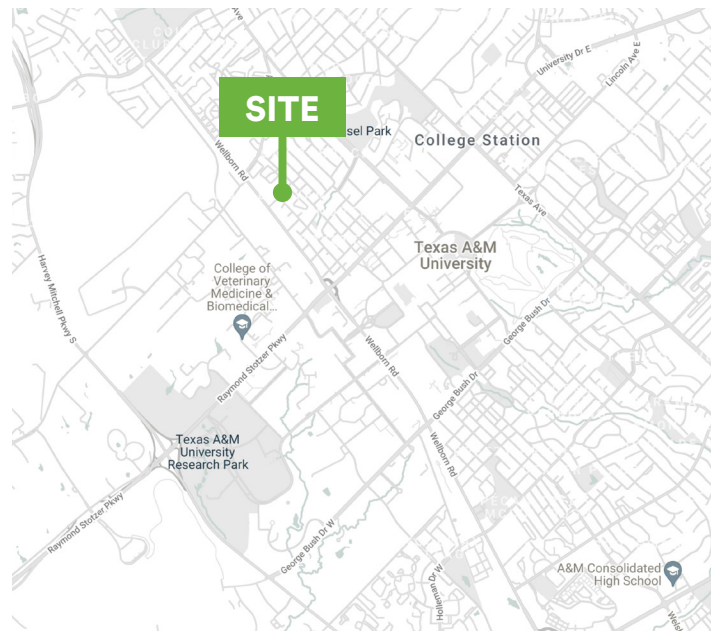 University Dr E
Lincoln Ave E
SITE
sel Park
College Station
Wellborn Rd
Texas Ave
Texas A&M
University
College of
Veterinary
Medicine &
Biomedical...
Harvey Mitchell Pkwy S
George Bush Dr
Raymond Stotzer Pkwy
Wellborn Rd
George Bush Dr
Texas A&M
University
Research Park
Wellborn Rd
Raymond Stotzer Pkwy
George Bush Dr W
Holleman Dr W
A&M Consolidated
High School